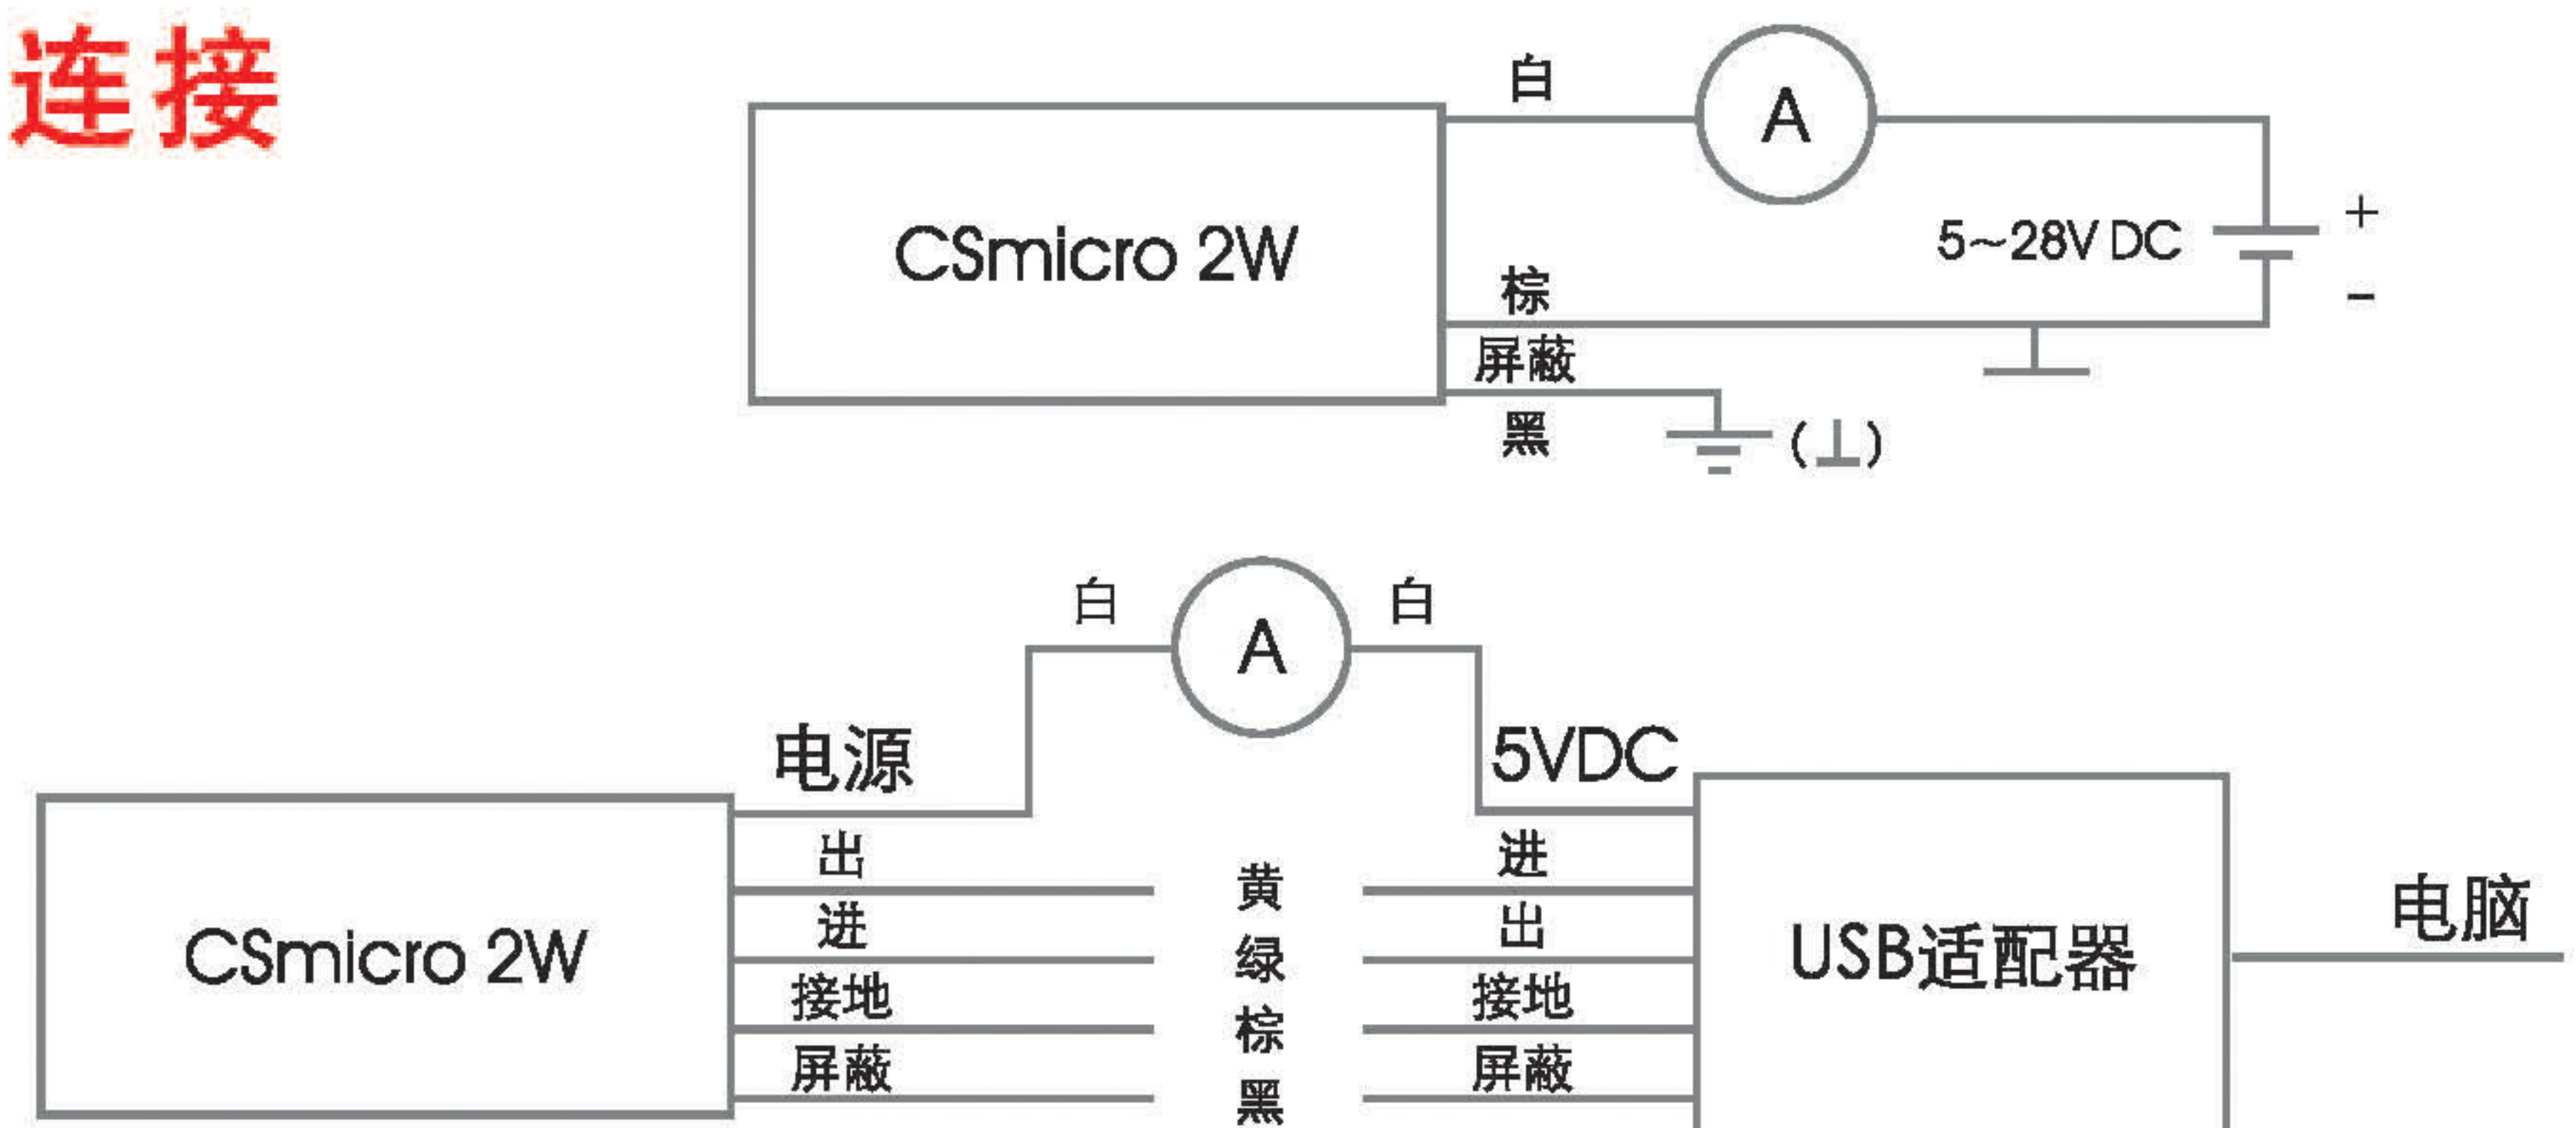 连接
白
A
CSmicro 2W
5~28V DC
+
-
棕
屏蔽
黑
(⊥)
白 A 白
电源 5VDC
出 进
黄
进 出
CSmicro 2W 绿 USB适配器 电脑
接地 接地
棕
屏蔽 屏蔽
黑